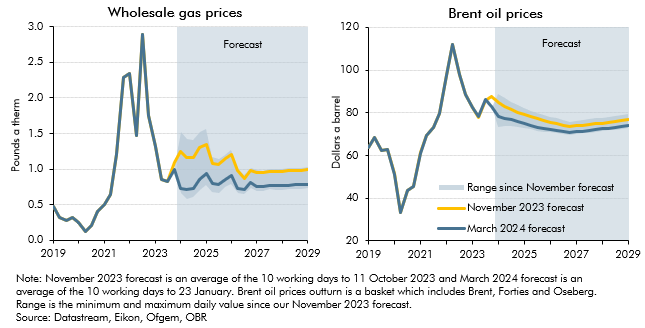 Wholesale gas prices
3.0
2.5
2.0
1.5
1.0
0.5
0.0
Pounds a therm
Forecast
2019 2021 2023 2025 2027 2029
Brent oil prices
120
100
80
60
40
20
Dollars a barrel
Forecast
Range since November forecast
November 2023 forecast
March 2024 forecast
2019 2021 2023 2025 2027 2029
Note: November 2023 forecast is an average of the 10 working days to 11 October 2023 and March 2024 forecast is an
average of the 10 working days to 23 January. Brent oil prices outturn is a basket which includes Brent, Forties and Oseberg.
Range is the minimum and maximum daily value since our November 2023 forecast.
Source: Datastream, Eikon, Ofgem, OBR